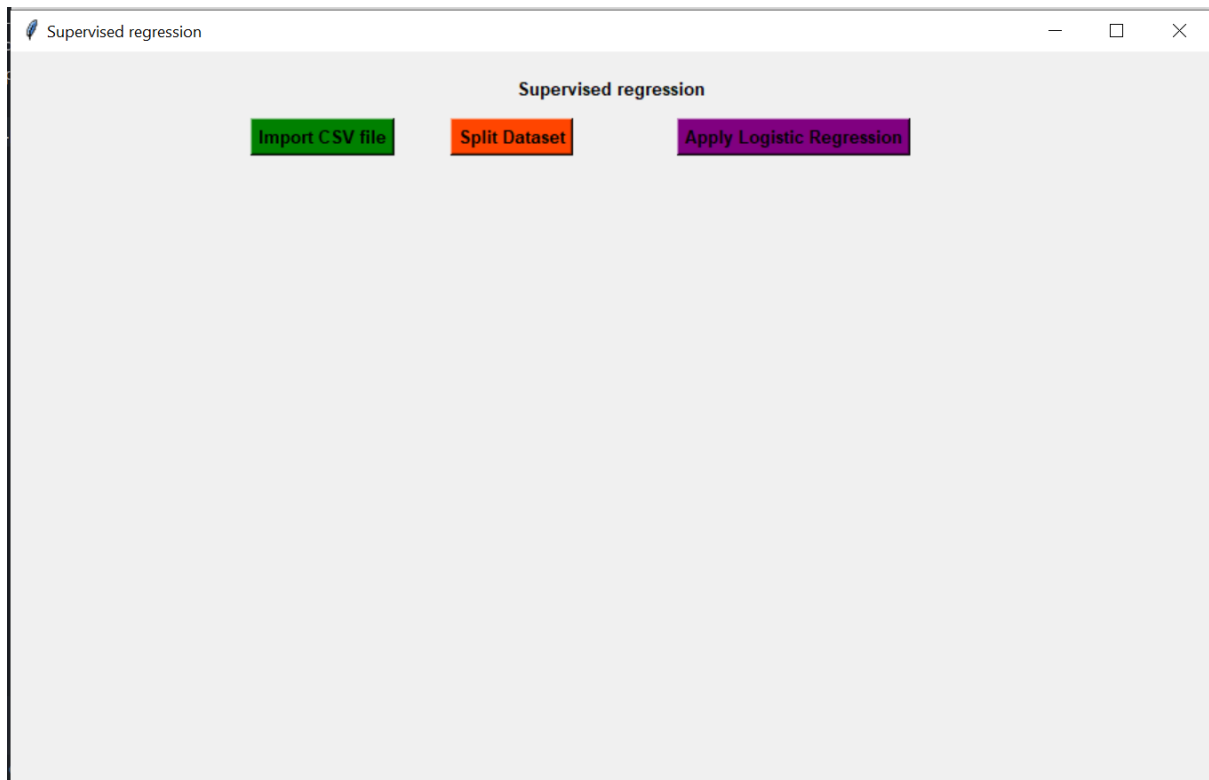 Supervised regression
Supervised regression
Import CSV file Split Dataset Apply Logistic Regression